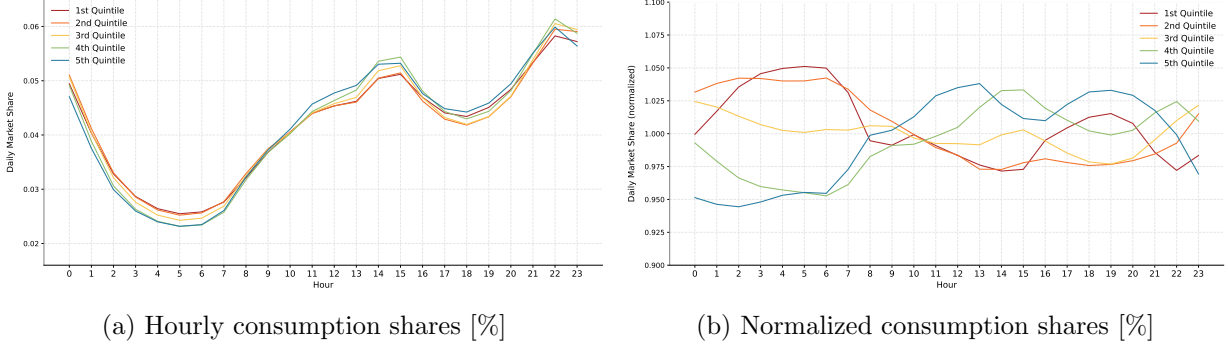 0.06
0.05
0.04
0.03
0.02
Daily Market Share
1st Quintile
2nd Quintile
3rd Quintile
4th Quintile
5th Quintile
0 1 2 3 4 5 6 7 8 9 10 11 12 13 14 15 16 17 18 19 20 21 22 23
Hour
(a) Hourly consumption shares [%]
1.100
1.075
1.050
1.025
1.000
0.975
0.950
0.925
0.900
Daily Market Share (normalized)
1st Quintile
2nd Quintile
3rd Quintile
4th Quintile
5th Quintile
0 1 2 3 4 5 6 7 8 9 10 11 12 13 14 15 16 17 18 19 20 21 22 23
Hour
(b) Normalized consumption shares [%]